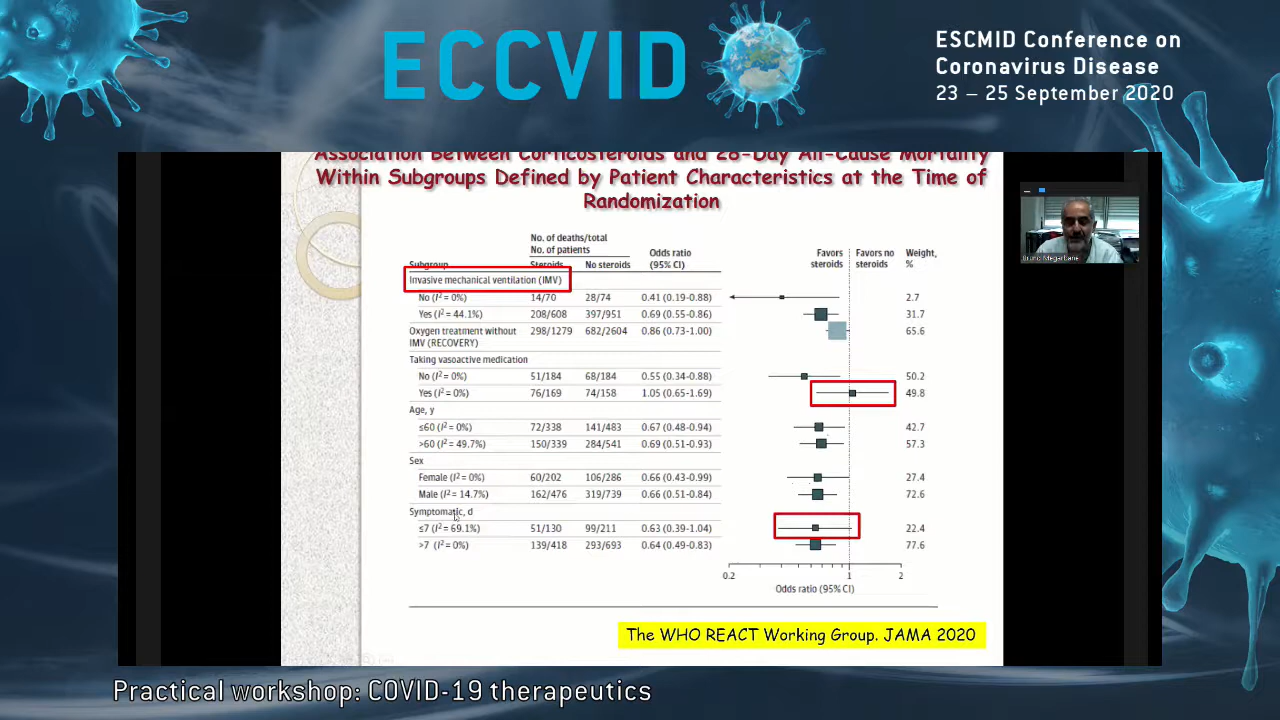 ECCVID
ESCMID Conference on
Coronavirus Disease
23 – 25 September 2020
Association Between Corticosteroids and 28-Day All-Cause Mortality
Within Subgroups Defined by Patient Characteristics at the Time of
Randomization
Bruno Megarbane
No. of deaths/total
No. of patients
Odds ratio
(95% CI)
Favors
steroids
Favors no
steroids
Weight,
%
Subgroup Steroids No steroids
Invasive mechanical ventilation (IMV)
No (I² = 0%) 14/70 28/74 0.41 (0.19-0.88) 2.7
Yes (I² = 44.1%) 208/608 397/951 0.69 (0.55-0.86) 31.7
Oxygen treatment without 298/1279 682/2604 0.86 (0.73-1.00) 65.6
IMV (RECOVERY)
Taking vasoactive medication
No (I² = 0%) 51/184 68/184 0.55 (0.34-0.88) 50.2
Yes (I² = 0%) 76/169 74/158 1.05 (0.65-1.69) 49.8
Age, y
≤60 (I² = 0%) 72/338 141/483 0.67 (0.48-0.94) 42.7
>60 (I² = 49.7%) 150/339 284/541 0.69 (0.51-0.93) 57.3
Sex
Female (I² = 0%) 60/202 106/286 0.66 (0.43-0.99) 27.4
Male (I² = 14.7%) 162/476 319/739 0.66 (0.51-0.84) 72.6
Symptomatic, d
≤7 (I² = 69.1%) 51/130 99/211 0.63 (0.39-1.04) 22.4
>7 (I² = 0%) 139/418 293/693 0.64 (0.49-0.83) 77.6
0.2 1 2
Odds ratio (95% CI)
The WHO REACT Working Group. JAMA 2020
Practical workshop: COVID-19 therapeutics